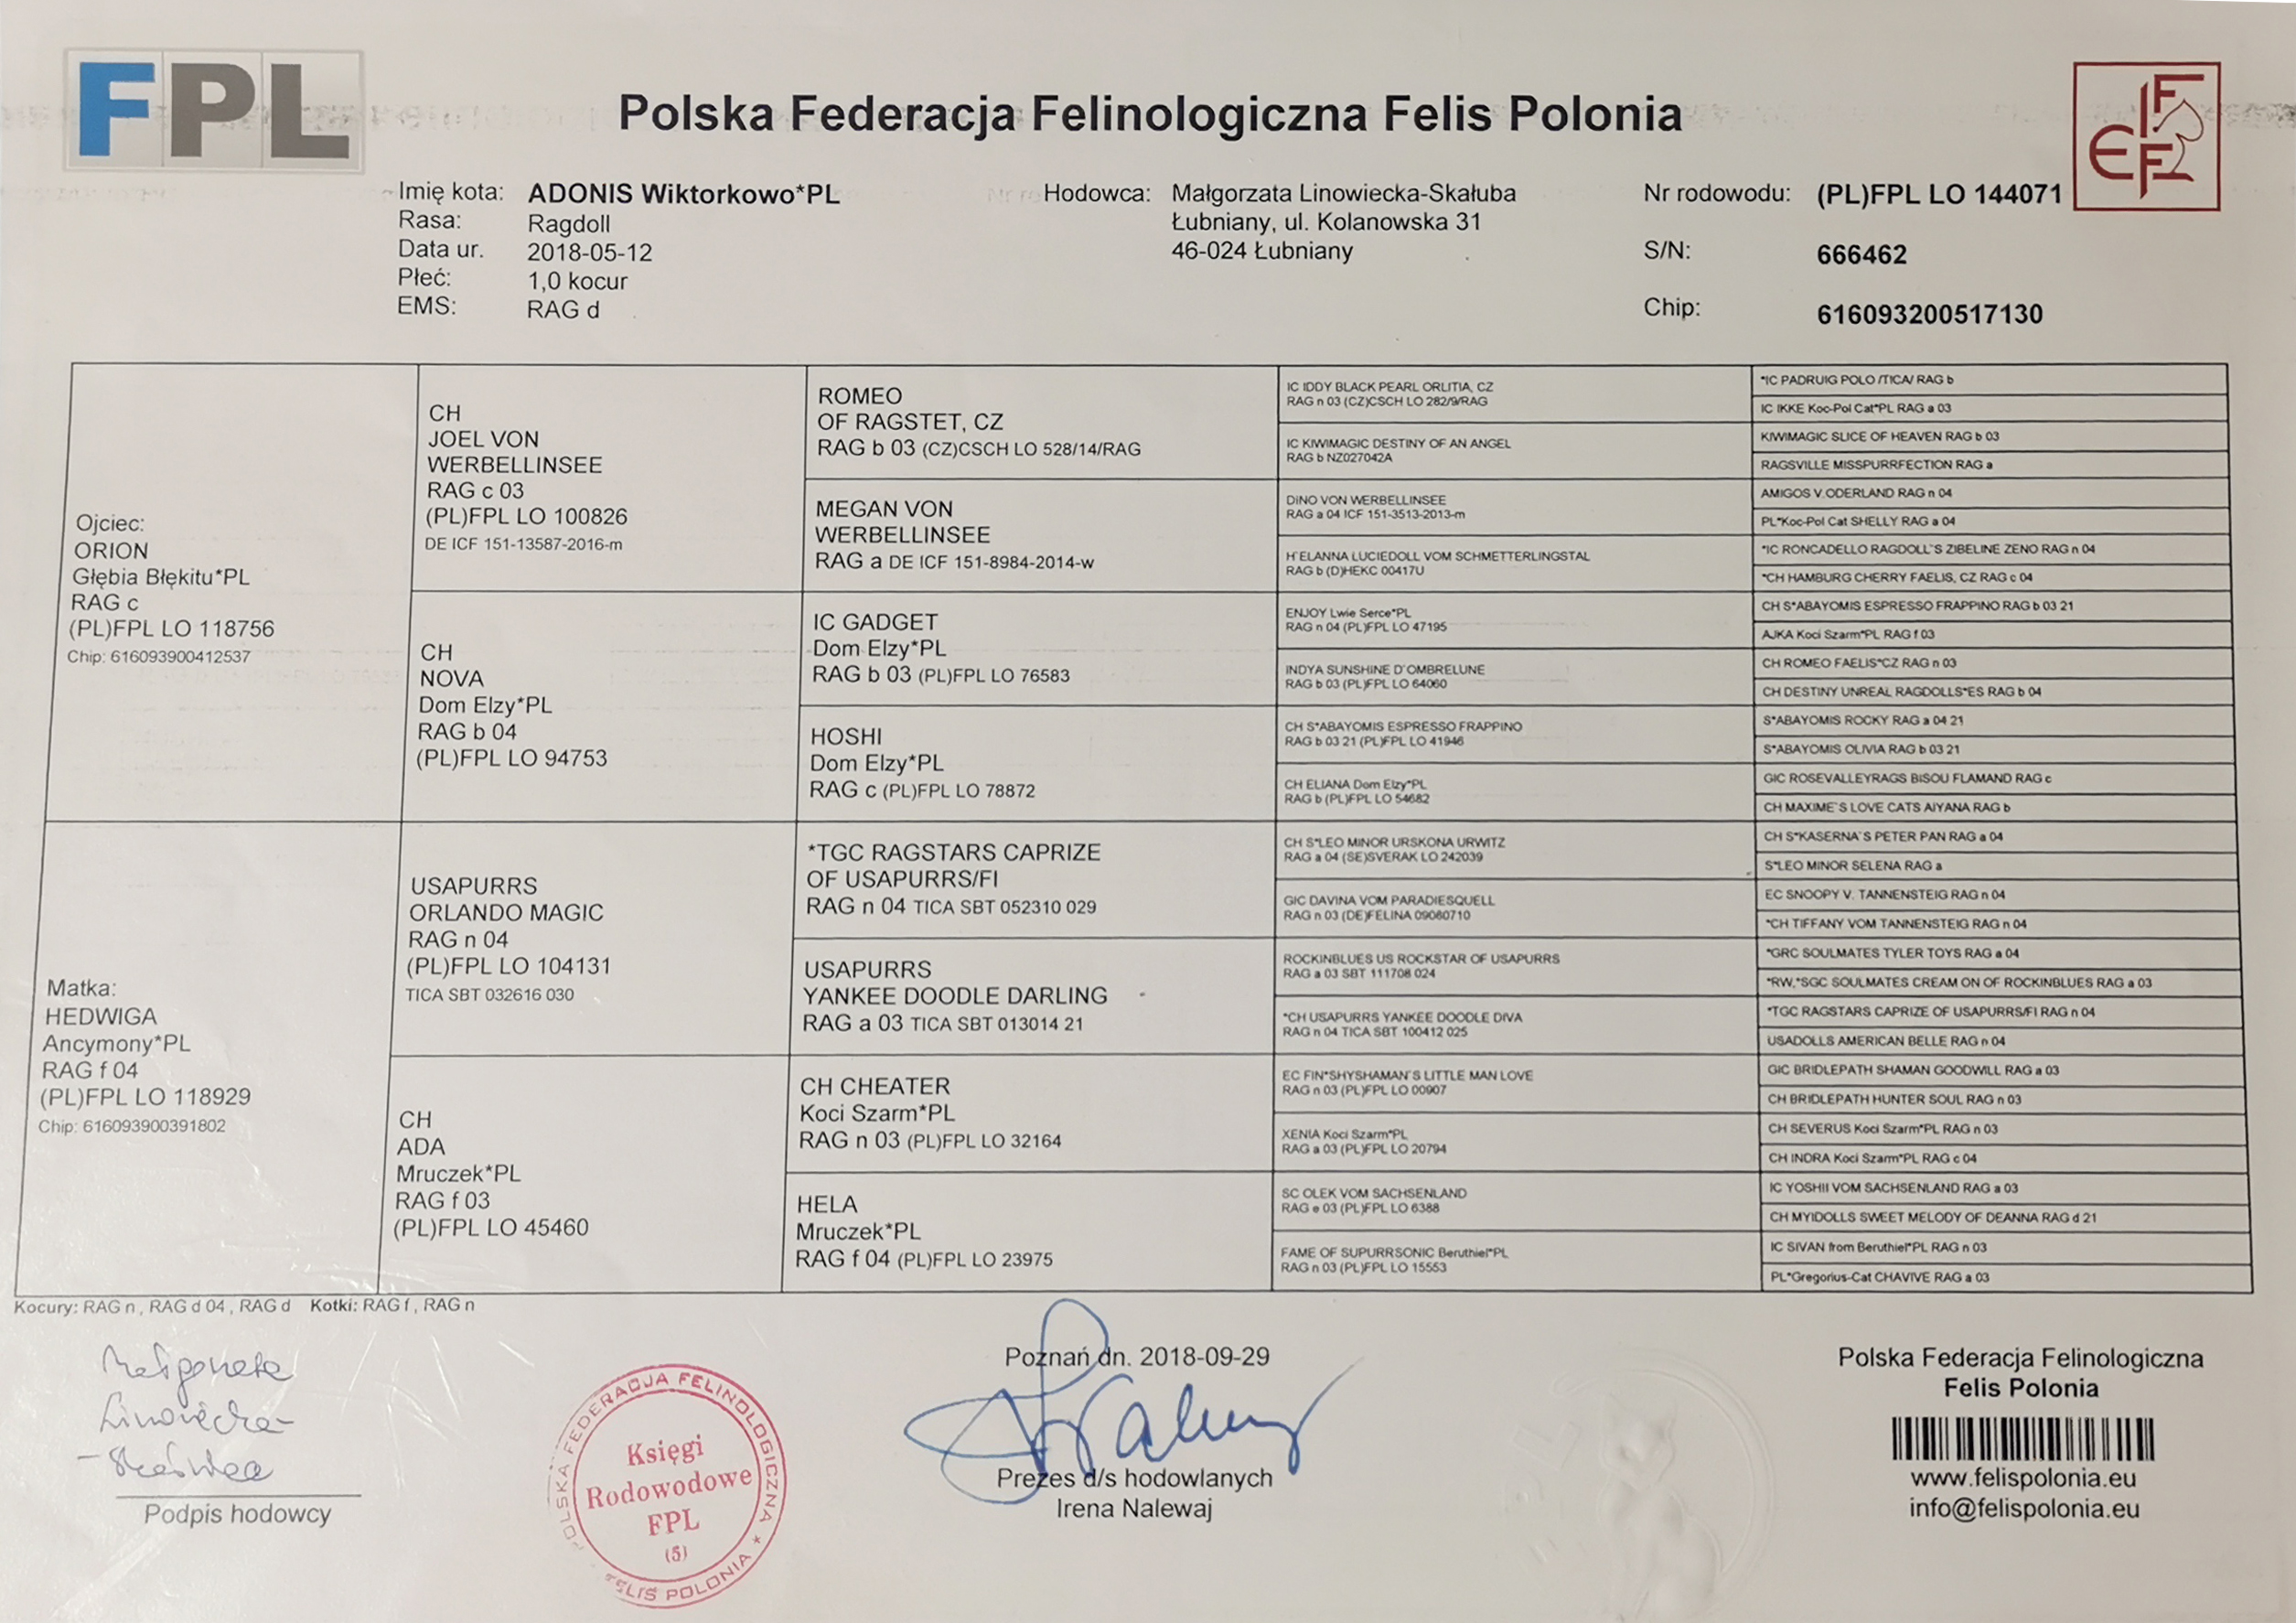 FPL
Polska Federacja Felinologiczna Felis Polonia
FIFE
Imię kota: ADONIS Wiktorkowo*PL
Rasa: Ragdoll
Data ur. 2018-05-12
Płeć: 1,0 kocur
EMS: RAG d
Hodowca: Małgorzata Linowiecka-Skałuba
Łubniany, ul. Kolanowska 31
46-024 Łubniany
Nr rodowodu: (PL)FPL LO 144071
S/N: 666462
Chip: 616093200517130
Ojciec:
ORION
Głębia Błękitu*PL
RAG c
(PL)FPL LO 118756
Chip: 616093900412537
Matka:
HEDWIGA
Ancymony*PL
RAG f 04
(PL)FPL LO 118929
Chip: 616093900391802
CH
JOEL VON
WERBELLINSEE
RAG c 03
(PL)FPL LO 100826
DE ICF 151-13587-2016-m
CH
NOVA
Dom Elzy*PL
RAG b 04
(PL)FPL LO 94753
USAPURRS
ORLANDO MAGIC
RAG n 04
(PL)FPL LO 104131
TICA SBT 032616 030
CH
ADA
Mruczek*PL
RAG f 03
(PL)FPL LO 45460
ROMEO
OF RAGSTET, CZ
RAG b 03 (CZ)CSCH LO 528/14/RAG
MEGAN VON
WERBELLINSEE
RAG a DE ICF 151-8984-2014-w
IC GADGET
Dom Elzy*PL
RAG b 03 (PL)FPL LO 76583
HOSHI
Dom Elzy*PL
RAG c (PL)FPL LO 78872
*TGC RAGSTARS CAPRIZE
OF USAPURRS/FI
RAG n 04 TICA SBT 052310 029
USAPURRS
YANKEE DOODLE DARLING
RAG a 03 TICA SBT 013014 21
CH CHEATER
Koci Szarm*PL
RAG n 03 (PL)FPL LO 32164
HELA
Mruczek*PL
RAG f 04 (PL)FPL LO 23975
IC IDDY BLACK PEARL ORLITIA, CZ
RAG n 03 (CZ)CSCH LO 282/9/RAG
IC KIWIMAGIC DESTINY OF AN ANGEL
RAG b NZ027042A
DINO VON WERBELLINSEE
RAG a 04 ICF 151-3513-2013-m
H'ELANNA LUCIEDOLL VOM SCHMETTERLINGSTAL
RAG b (D)HEKC 00417U
ENJOY Lwie Serce*PL
RAG n 04 (PL)FPL LO 47195
INDYA SUNSHINE D'OMBRELUNE
RAG b 03 (PL)FPL LO 64060
CH S*ABAYOMIS ESPRESSO FRAPPINO
RAG b 03 21 (PL)FPL LO 41946
CH ELIANA Dom Elzy*PL
RAG b (PL)FPL LO 54682
CH S*LEO MINOR URSKONA URWITZ
RAG a 04 (SE)SVERAK LO 242039
GIC DAVINA VOM PARADIESQUELL
RAG n 03 (DE)FELINA 09080710
ROCKINBLUES US ROCKSTAR OF USAPURRS
RAG a 03 SBT 111708 024
*CH USAPURRS YANKEE DOODLE DIVA
RAG n 04 TICA SBT 100412 025
EC FIN*SHYSHAMAN'S LITTLE MAN LOVE
RAG n 03 (PL)FPL LO 00907
XENIA Koci Szarm*PL
RAG a 03 (PL)FPL LO 20794
SC OLEK VOM SACHSENLAND
RAG e 03 (PL)FPL LO 6388
FAME OF SUPURRSONIC Beruthiel*PL
RAG n 03 (PL)FPL LO 15553
*IC PADRUIG POLO /TICA/ RAG b
IC IKKE Koc-Pol Cat*PL RAG a 03
KIWIMAGIC SLICE OF HEAVEN RAG b 03
RAGSVILLE MISSPURRFECTION RAG a
AMIGOS V.ODERLAND RAG n 04
PL*Koc-Pol Cat SHELLY RAG a 04
*IC RONCADELLO RAGDOLL'S ZIBELINE ZENO RAG n 04
*CH HAMBURG CHERRY FAELIS, CZ RAG c 04
CH S*ABAYOMIS ESPRESSO FRAPPINO RAG b 03 21
AJKA Koci Szarm*PL RAG f 03
CH ROMEO FAELIS*CZ RAG n 03
CH DESTINY UNREAL RAGDOLLS*ES RAG b 04
S*ABAYOMIS ROCKY RAG a 04 21
S*ABAYOMIS OLIVIA RAG b 03 21
GIC ROSEVALLEYRAGS BISOU FLAMAND RAG c
CH MAXIME'S LOVE CATS AIYANA RAG b
CH S*KASERNA'S PETER PAN RAG a 04
S*LEO MINOR SELENA RAG a
EC SNOOPY V. TANNENSTEIG RAG n 04
*CH TIFFANY VOM TANNENSTEIG RAG n 04
*GRC SOULMATES TYLER TOYS RAG a 04
*RW,*SGC SOULMATES CREAM ON OF ROCKINBLUES RAG a 03
*TGC RAGSTARS CAPRIZE OF USAPURRS/FI RAG n 04
USADOLLS AMERICAN BELLE RAG n 04
GIC BRIDLEPATH SHAMAN GOODWILL RAG a 03
CH BRIDLEPATH HUNTER SOUL RAG n 03
CH SEVERUS Koci Szarm*PL RAG n 03
CH INDRA Koci Szarm*PL RAG c 04
IC YOSHII VOM SACHSENLAND RAG a 03
CH MYIDOLLS SWEET MELODY OF DEANNA RAG d 21
IC SIVAN from Beruthiel*PL RAG n 03
PL*Gregorius-Cat CHAVIVE RAG a 03
Kocury: RAG n , RAG d 04 , RAG d Kotki: RAG f , RAG n
Małgorzata
Linowiecka-
-Skałuba
Podpis hodowcy
POLSKA FEDERACJA FELINOLOGICZNA * FELIS POLONIA
Księgi
Rodowodowe
FPL
(5)
Poznań dn. 2018-09-29
Prezes d/s hodowlanych
Irena Nalewaj
Polska Federacja Felinologiczna
Felis Polonia
www.felispolonia.eu
info@felispolonia.eu